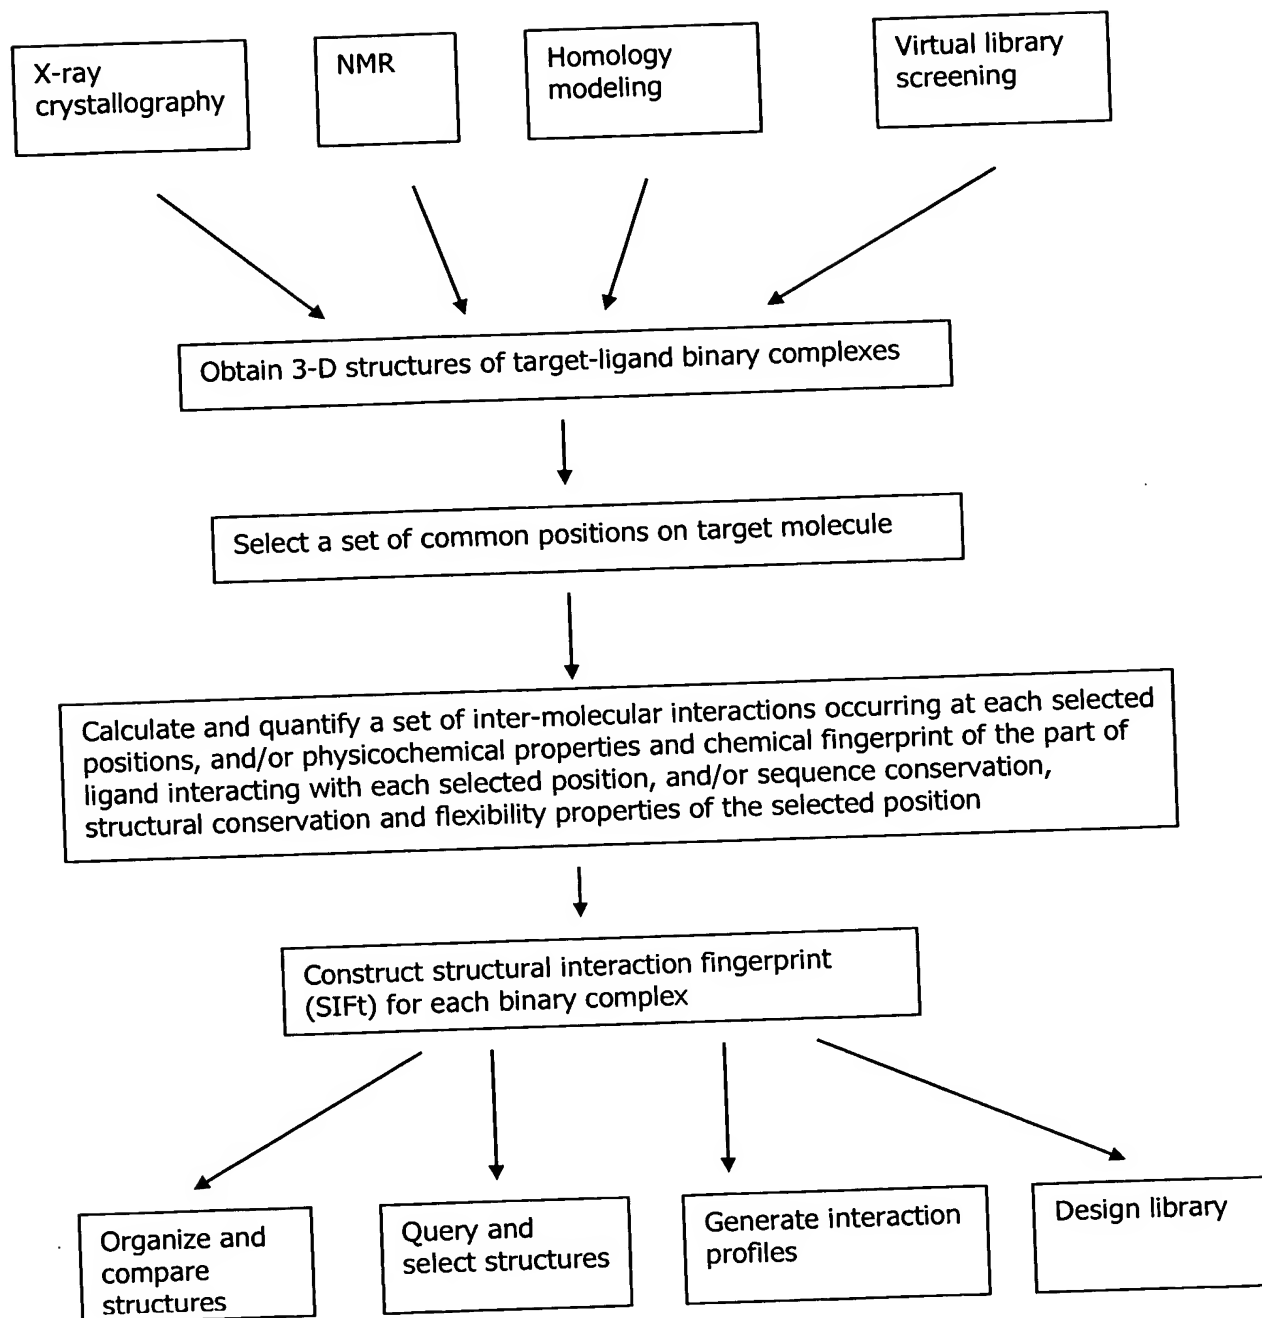 X-ray
crystallography
NMR
Homology
modeling
Virtual library
screening
Obtain 3-D structures of target-ligand binary complexes
Select a set of common positions on target molecule
Calculate and quantify a set of inter-molecular interactions occurring at each selected
positions, and/or physicochemical properties and chemical fingerprint of the part of
ligand interacting with each selected position, and/or sequence conservation,
structural conservation and flexibility properties of the selected position
Construct structural interaction fingerprint
(SIFt) for each binary complex
Organize and
compare
structures
Query and
select structures
Generate interaction
profiles
Design library